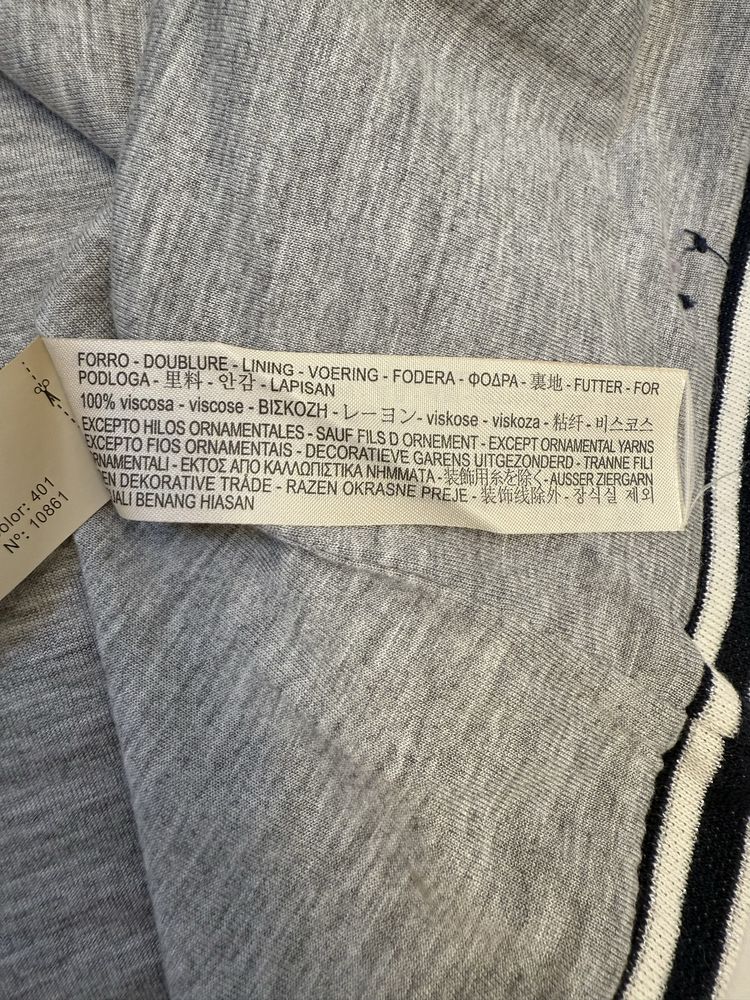 FORRO - DOUBLURE - LINING - VOERING - FODERA - ΦΟΔΡΑ - 裏地 - FUTTER - FOR
PODLOGA - 里料 - 안감 - LAPISAN
100% viscosa - viscose - ΒΙΣΚΟΖΗ - レーヨン - viskose - viskoza - 粘纤 - 비스코스
EXCEPTO HILOS ORNAMENTALES - SAUF FILS D ORNEMENT - EXCEPT ORNAMENTAL YARNS
EXCEPTO FIOS ORNAMENTAIS - DECORATIEVE GARENS UITGEZONDERD - TRANNE FILI
RNAMENTALI - ΕΚΤΟΣ ΑΠΟ ΚΑΛΛΩΠΙΣΤΙΚΑ ΝΗΜΜΑΤΑ - 装飾用糸を除く - AUSSER ZIERGARN
EN DEKORATIVE TRADE - RAZEN OKRASNE PREJE - 装饰线除外 - 장식실 제외
UALI BENANG HIASAN
olor: 401
Nº: 10861